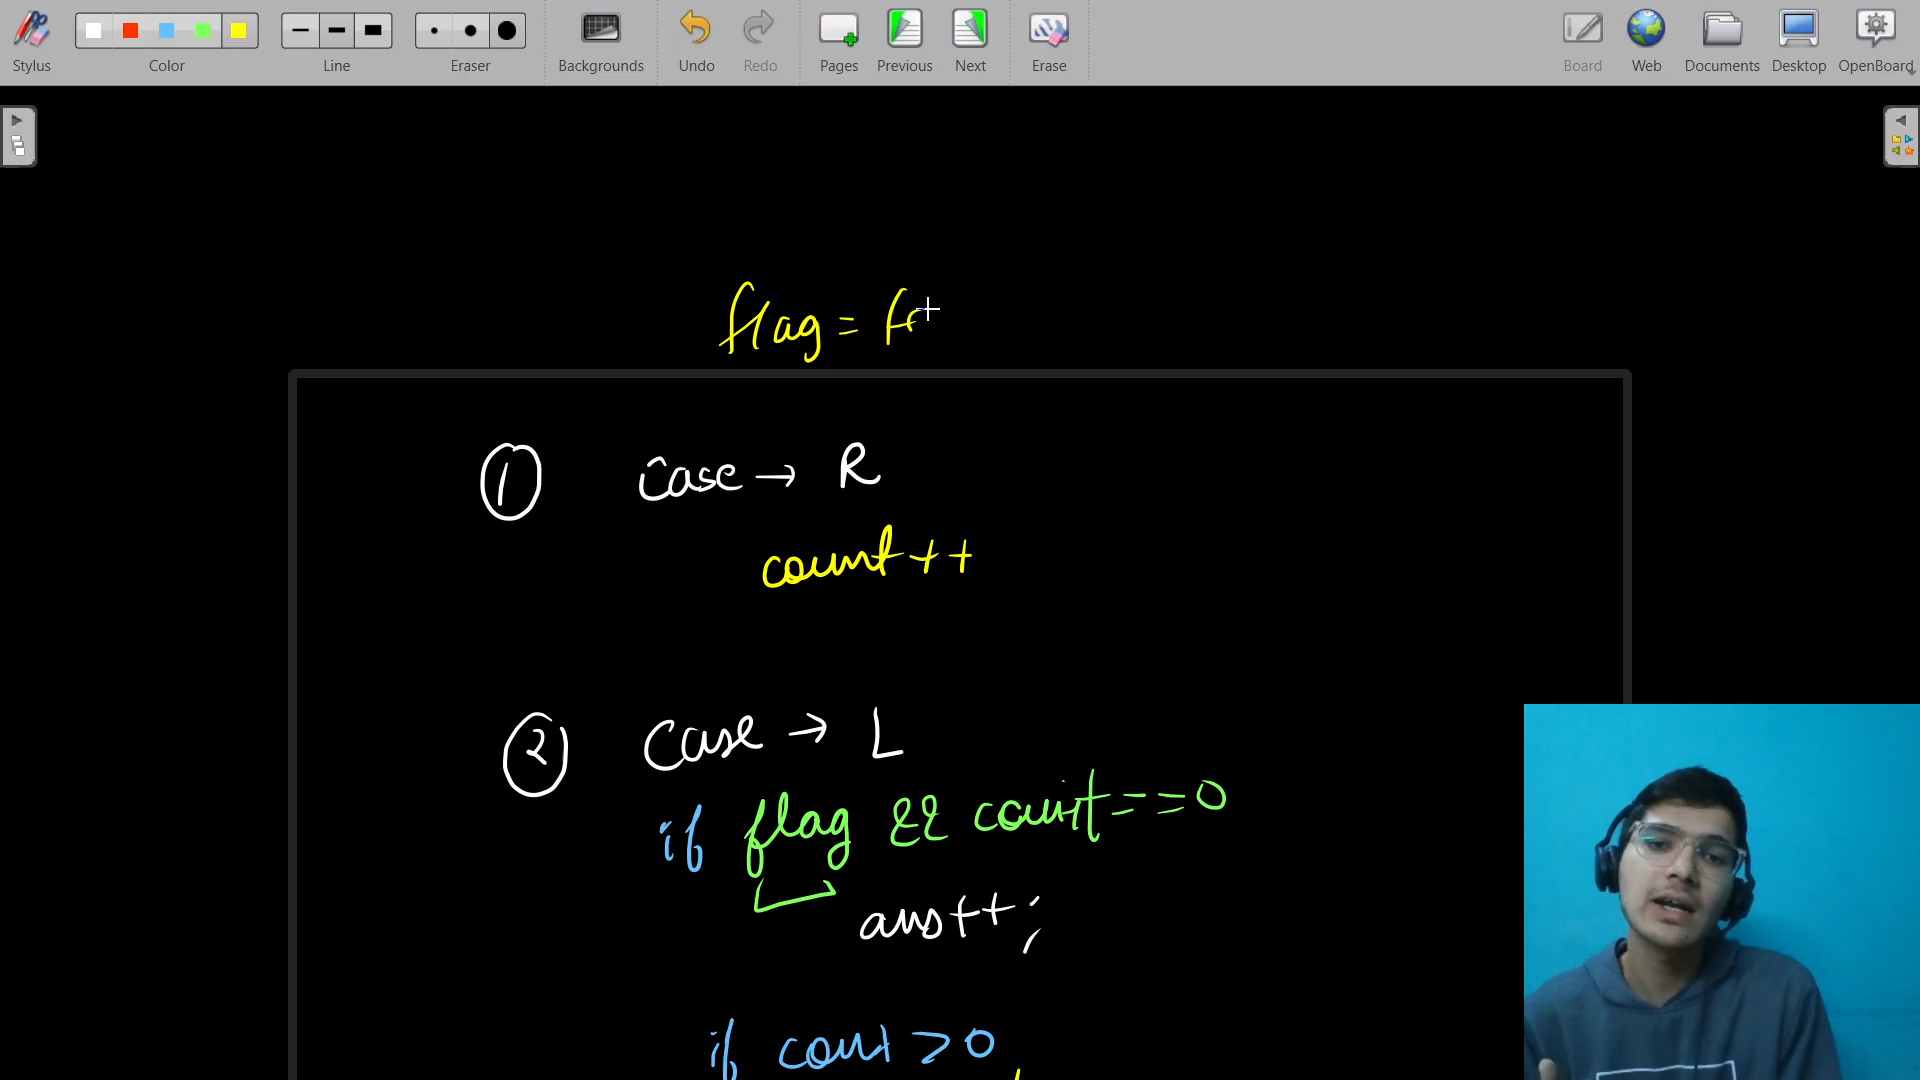 Stylus Color Line Eraser Backgrounds Undo Redo Pages Previous Next Erase Board Web Documents Desktop OpenBoard
flag =
1 case → R
count++
2 case → L
if flag && count==0
ans++;
if count > 0